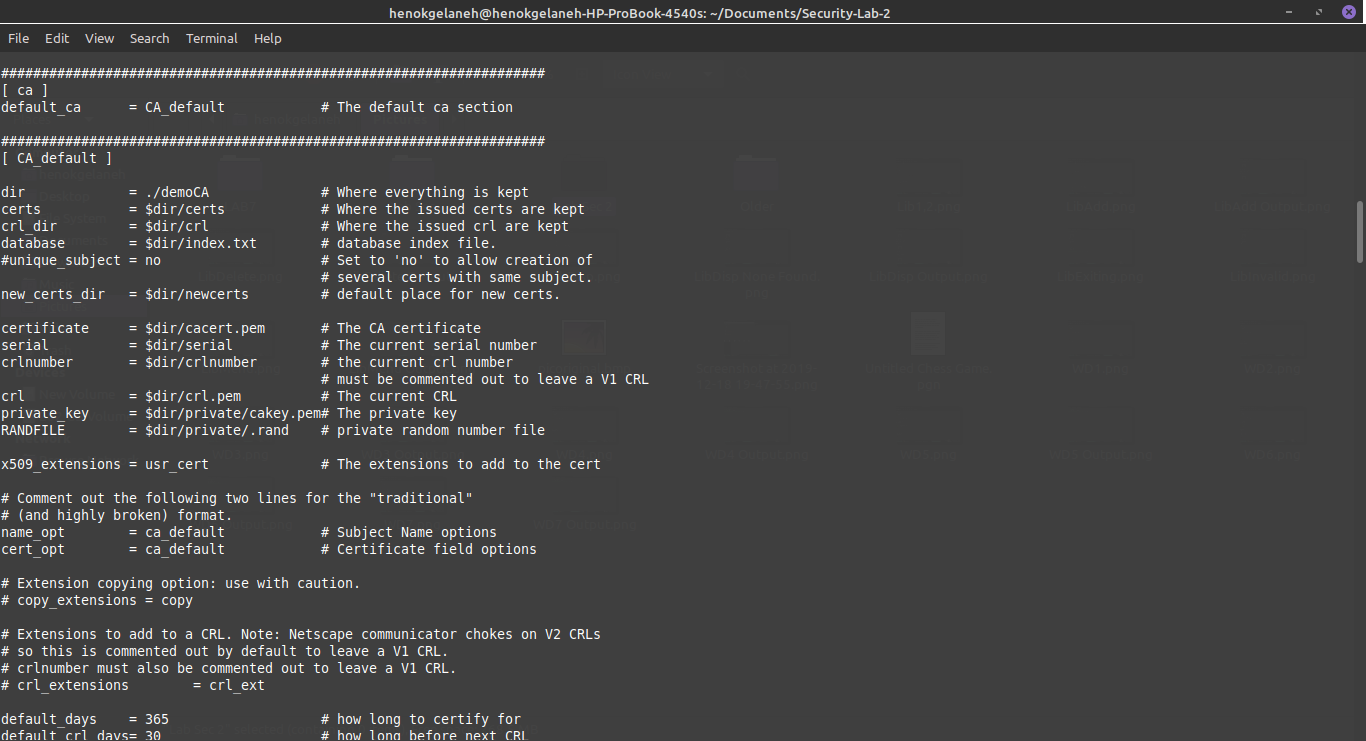 henokgelaneh@henokgelaneh-HP-ProBook-4540s: ~/Documents/Security-Lab-2
File Edit View Search Terminal Help
####################################################################
[ ca ]
default_ca      = CA_default            # The default ca section

####################################################################
[ CA_default ]

dir             = ./demoCA              # Where everything is kept
certs           = $dir/certs            # Where the issued certs are kept
crl_dir         = $dir/crl              # Where the issued crl are kept
database        = $dir/index.txt        # database index file.
#unique_subject = no                    # Set to 'no' to allow creation of
                                        # several certs with same subject.
new_certs_dir   = $dir/newcerts         # default place for new certs.

certificate     = $dir/cacert.pem       # The CA certificate
serial          = $dir/serial           # The current serial number
crlnumber       = $dir/crlnumber        # the current crl number
                                        # must be commented out to leave a V1 CRL
crl             = $dir/crl.pem          # The current CRL
private_key     = $dir/private/cakey.pem# The private key
RANDFILE        = $dir/private/.rand    # private random number file

x509_extensions = usr_cert              # The extensions to add to the cert

# Comment out the following two lines for the "traditional"
# (and highly broken) format.
name_opt        = ca_default            # Subject Name options
cert_opt        = ca_default            # Certificate field options

# Extension copying option: use with caution.
# copy_extensions = copy

# Extensions to add to a CRL. Note: Netscape communicator chokes on V2 CRLs
# so this is commented out by default to leave a V1 CRL.
# crlnumber must also be commented out to leave a V1 CRL.
# crl_extensions        = crl_ext

default_days    = 365                   # how long to certify for
default_crl_days= 30                    # how long before next CRL